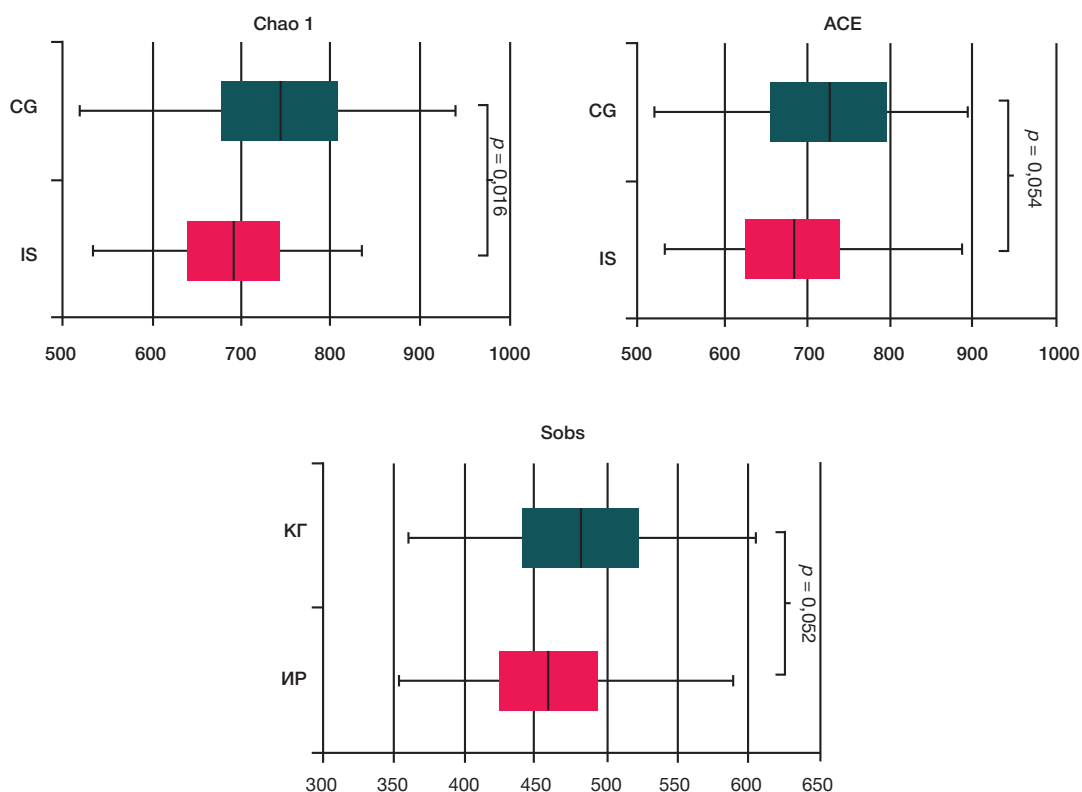 Chao 1
CG
IS
p = 0,016
500 600 700 800 900 1000
ACE
CG
IS
p = 0,054
500 600 700 800 900 1000
Sobs
КГ
ИР
p = 0,052
300 350 400 450 500 550 600 650